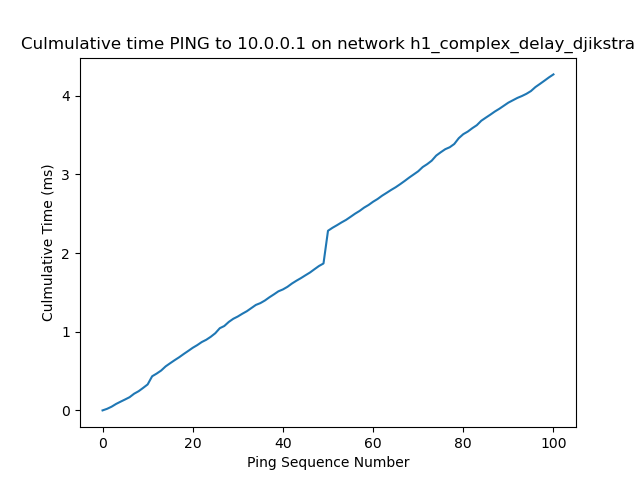 Culmulative time PING to 10.0.0.1 on network h1_complex_delay_djikstra
4
3
2
1
0
Culmulative Time (ms)
0 20 40 60 80 100
Ping Sequence Number